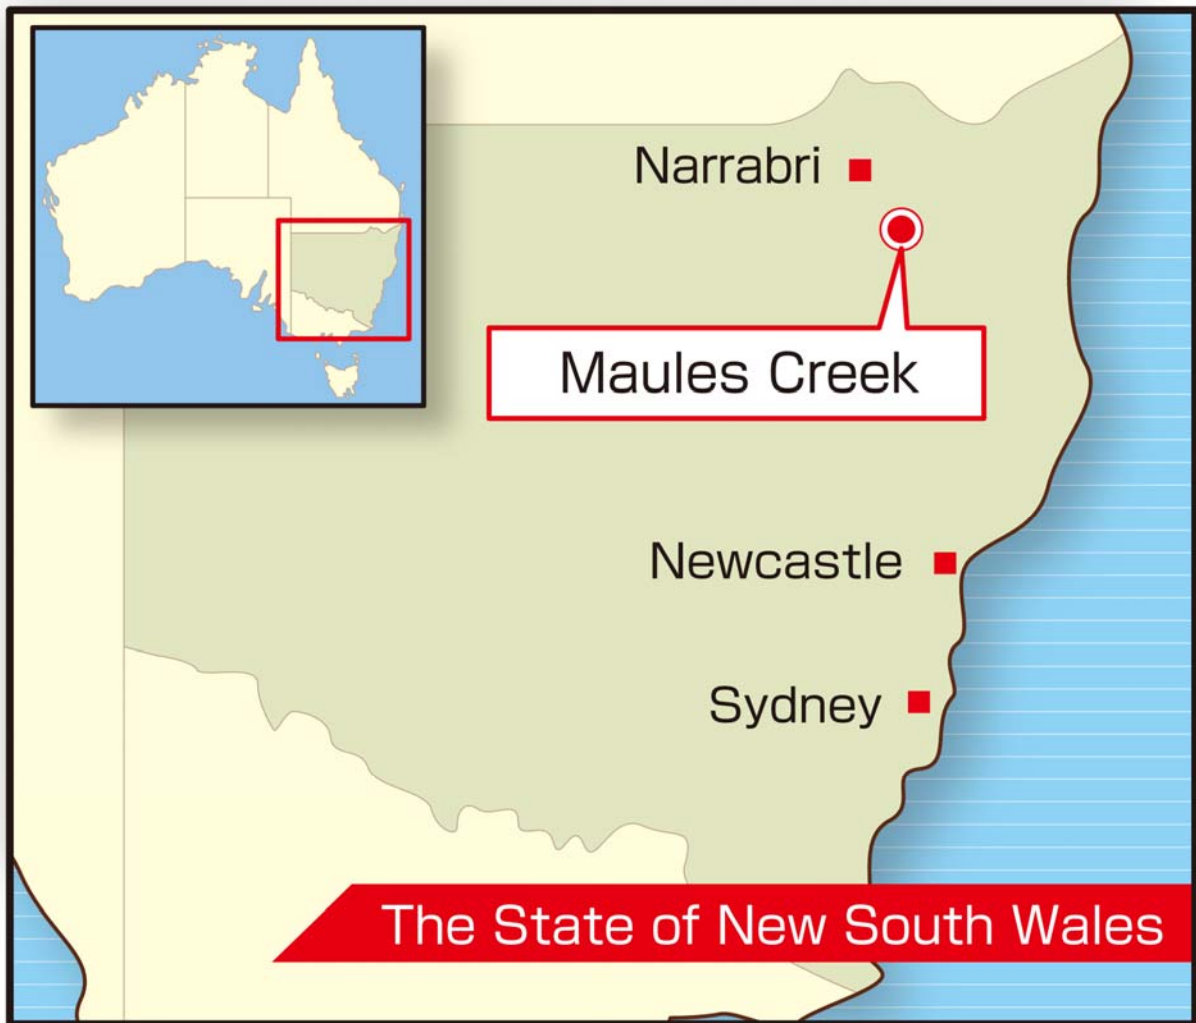 Narrabri
Maules Creek
Newcastle
Sydney
The State of New South Wales